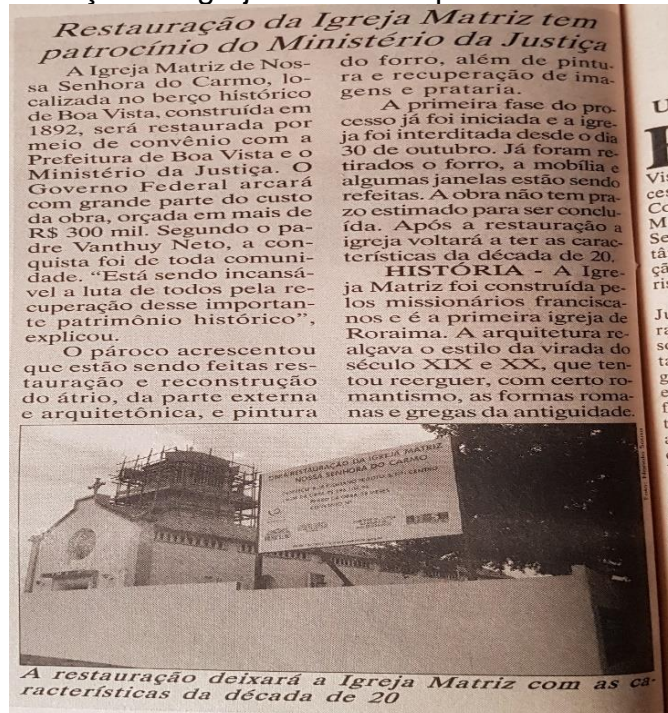 Restauração da Igreja Matriz tem
patrocínio do Ministério da Justiça
A Igreja Matriz de Nos-
sa Senhora do Carmo, lo-
calizada no berço histórico
de Boa Vista, construída em
1892, será restaurada por
meio de convênio com a
Prefeitura de Boa Vista e o
Ministério da Justiça. O
Governo Federal arcará
com grande parte do custo
da obra, orçada em mais de
R$ 300 mil. Segundo o pa-
dre Vanthuy Neto, a con-
quista foi de toda comuni-
dade. “Está sendo incansá-
vel a luta de todos pela re-
cuperação desse importan-
te patrimônio histórico”,
explicou.
O pároco acrescentou
que estão sendo feitas res-
tauração e reconstrução
do átrio, da parte externa
e arquitetônica, e pintura
do forro, além de pintu-
ra e recuperação de ima-
gens e prataria.
A primeira fase do pro-
cesso já foi iniciada e a igre-
ja foi interditada desde o dia
30 de outubro. Já foram re-
tirados o forro, a mobília e
algumas janelas estão sendo
refeitas. A obra não tem pra-
zo estimado para ser conclu-
ída. Após a restauração a
igreja voltará a ter as carac-
terísticas da década de 20.
HISTÓRIA - A Igre-
ja Matriz foi construída pe-
los missionários francisca-
nos e é a primeira igreja de
Roraima. A arquitetura re-
alçava o estilo da virada do
século XIX e XX, que ten-
tou reerguer, com certo ro-
mantismo, as formas roma-
nas e gregas da antiguidade.
RESTAURAÇÃO DA IGREJA MATRIZ
NOSSA SENHORA DO CARMO
A restauração deixará a Igreja Matriz com as ca-
racterísticas da década de 20